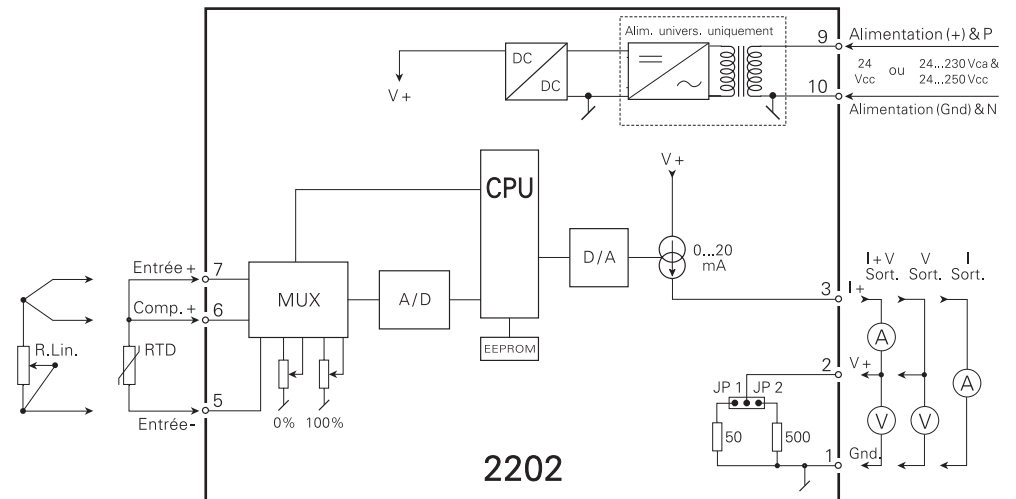 Alim. univers. uniquement
9
Alimentation (+) & P
DC
DC
24
Vcc
ou
24...230 Vca &
24...250 Vcc
V +
10
Alimentation (Gnd) & N
V +
CPU
D/A
0...20
mA
I + V
Sort.
V
Sort.
I
Sort.
Entrée +
7
MUX
A/D
3
I +
Comp. +
6
A
R.Lin.
RTD
EEPROM
2
V +
A
JP 1
JP 2
5
Entrée-
0%
100%
50
500
V
V
1
Gnd.
2202